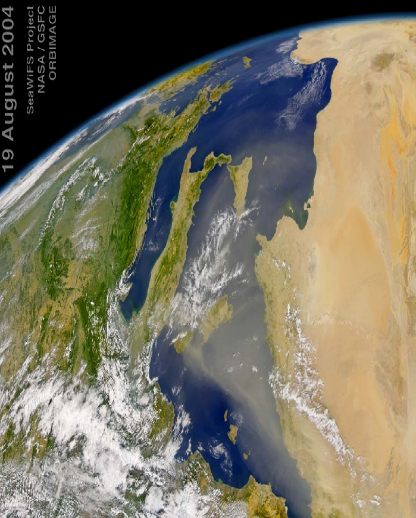 19 August 2004
SeaWiFS Project
NASA / GSFC
ORBIMAGE